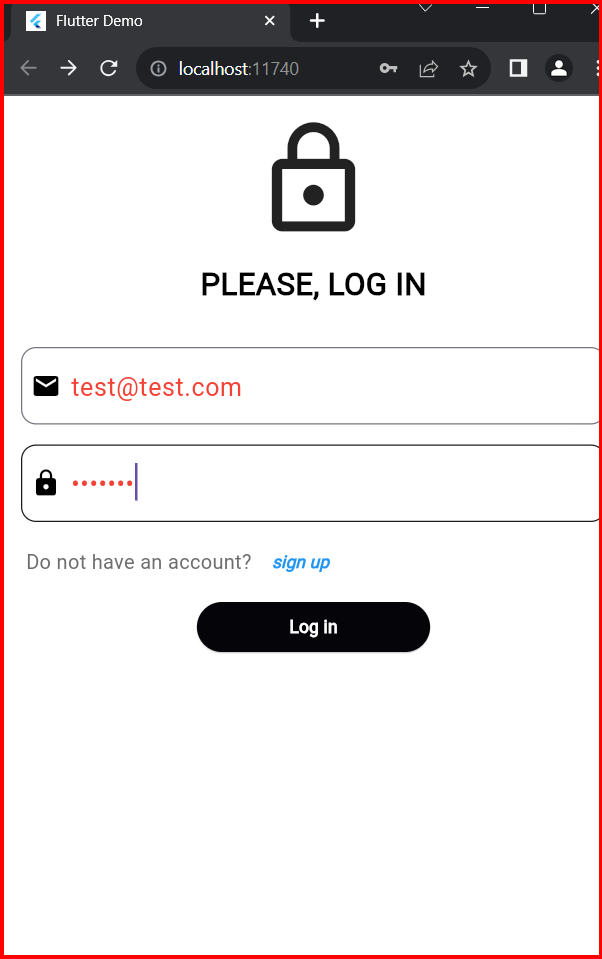 Flutter Demo
localhost:11740
PLEASE, LOG IN
test@test.com
•••••••
Do not have an account? sign up
Log in